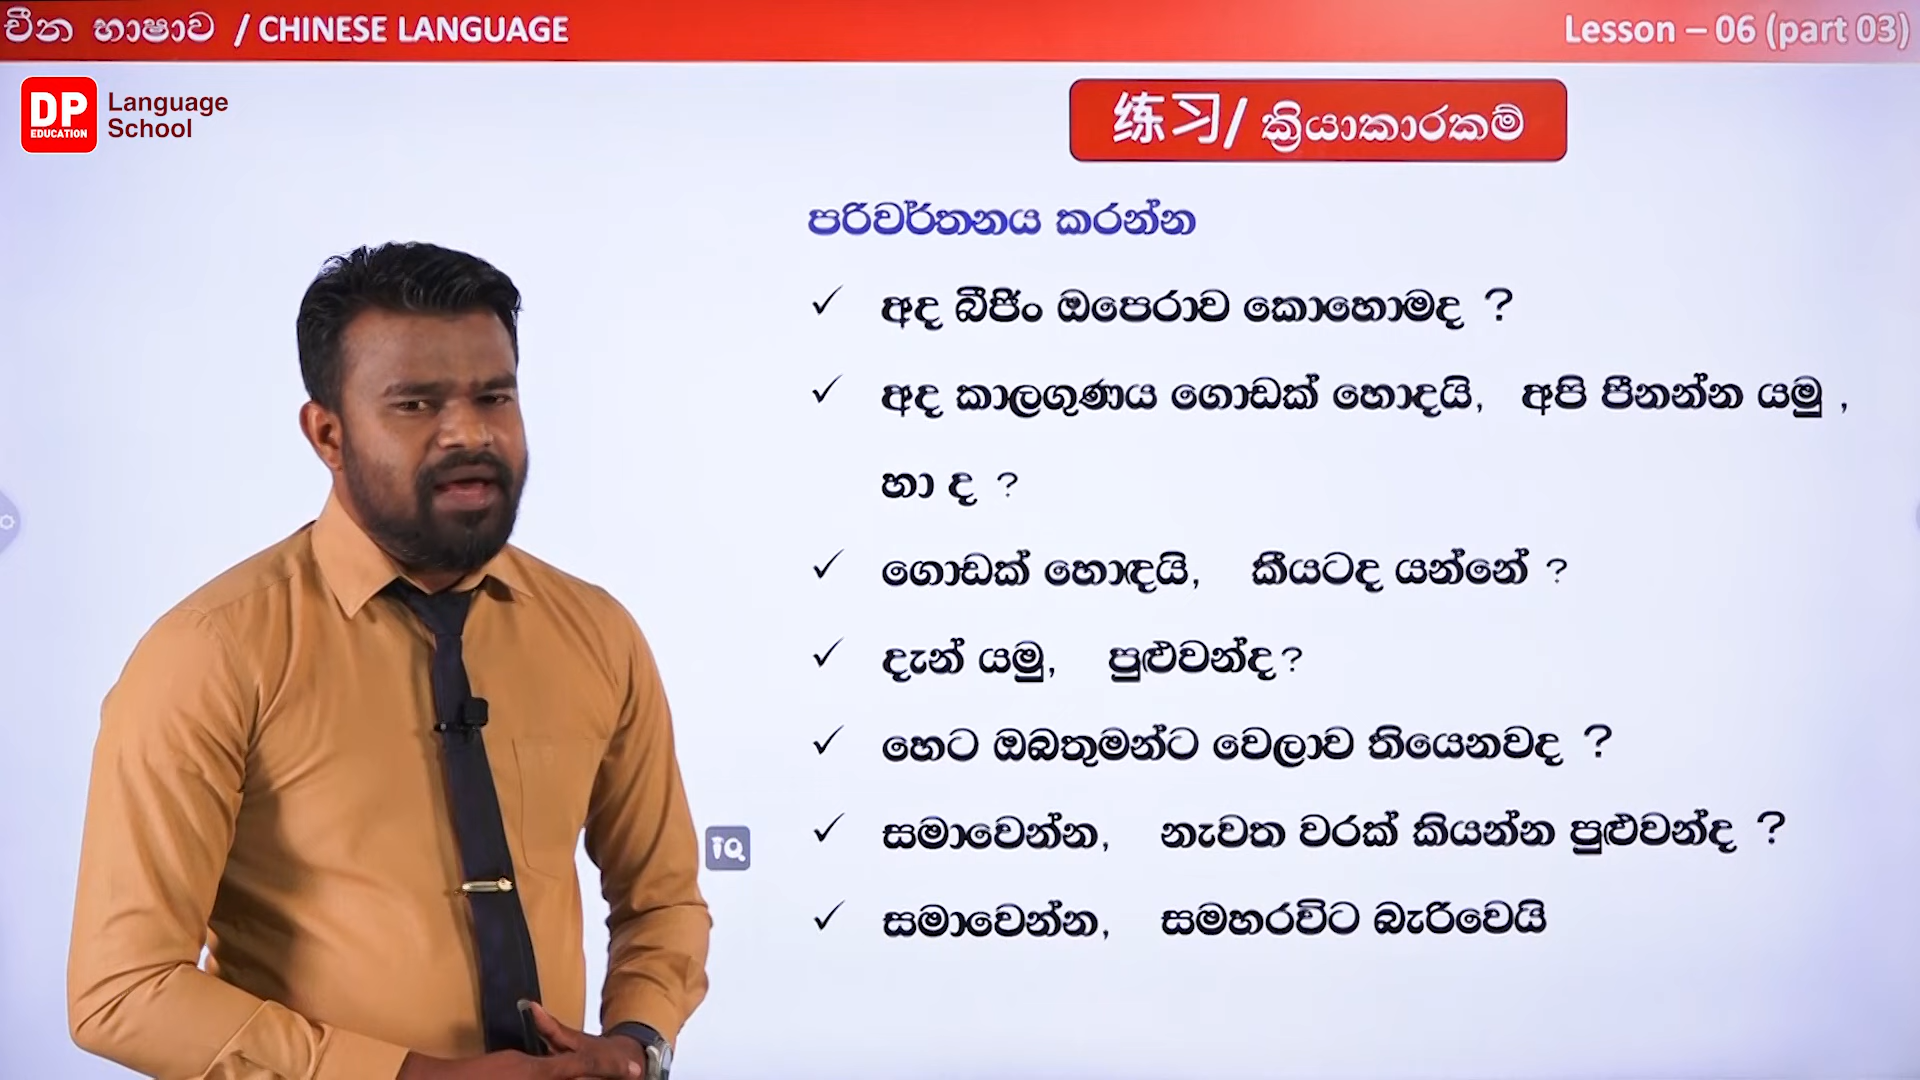 චීන භාෂාව / CHINESE LANGUAGE
Lesson – 06 (part 03)
DP
EDUCATION
Language
School
练习/ ක්‍රියාකාරකම්
පරිවර්තනය කරන්න
✓ අද බීජිං ඔපෙරාව කොහොමද ?
✓ අද කාලගුණය ගොඩක් හොදයි, අපි පීනන්න යමු ,
හා ද ?
✓ ගොඩක් හොඳයි, කීයටද යන්නේ ?
✓ දැන් යමු, පුළුවන්ද?
✓ හෙට ඔබතුමන්ට වෙලාව තියෙනවද ?
✓ සමාවෙන්න, නැවත වරක් කියන්න පුළුවන්ද ?
✓ සමාවෙන්න, සමහරවිට බැරිවෙයි